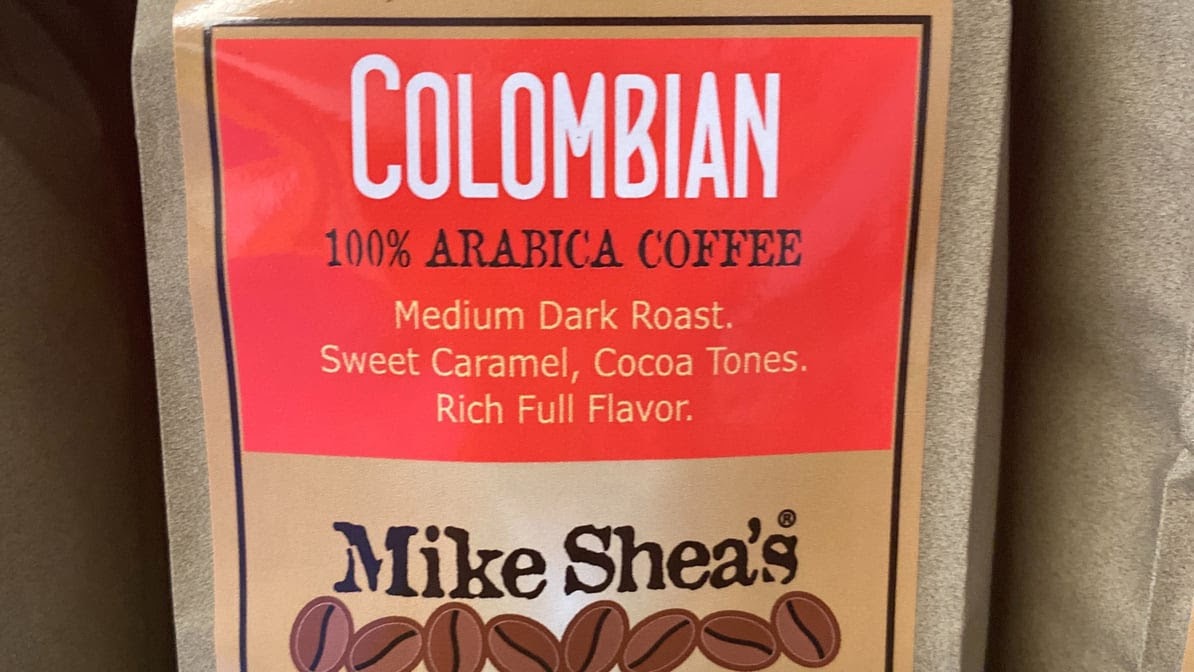 COLOMBIAN
100% ARABICA COFFEE
Medium Dark Roast.
Sweet Caramel, Cocoa Tones.
Rich Full Flavor.
Mike Shea's®